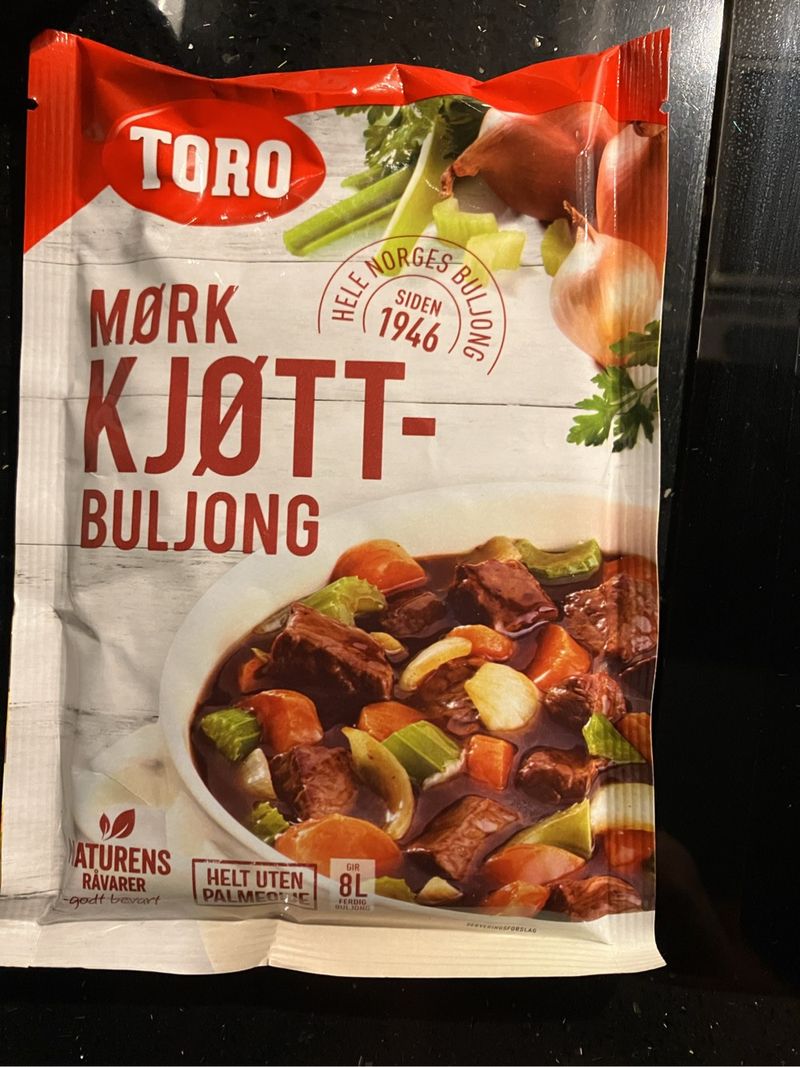 TORO
HELE NORGES BULJONG
SIDEN
1946
MØRK
KJØTT-
BULJONG
NATURENS
RÅVARER
-godt bevart
HELT UTEN
PALMEOLJE
GIR
8L
FERDIG
BULJONG
SERVERINGSFORSLAG